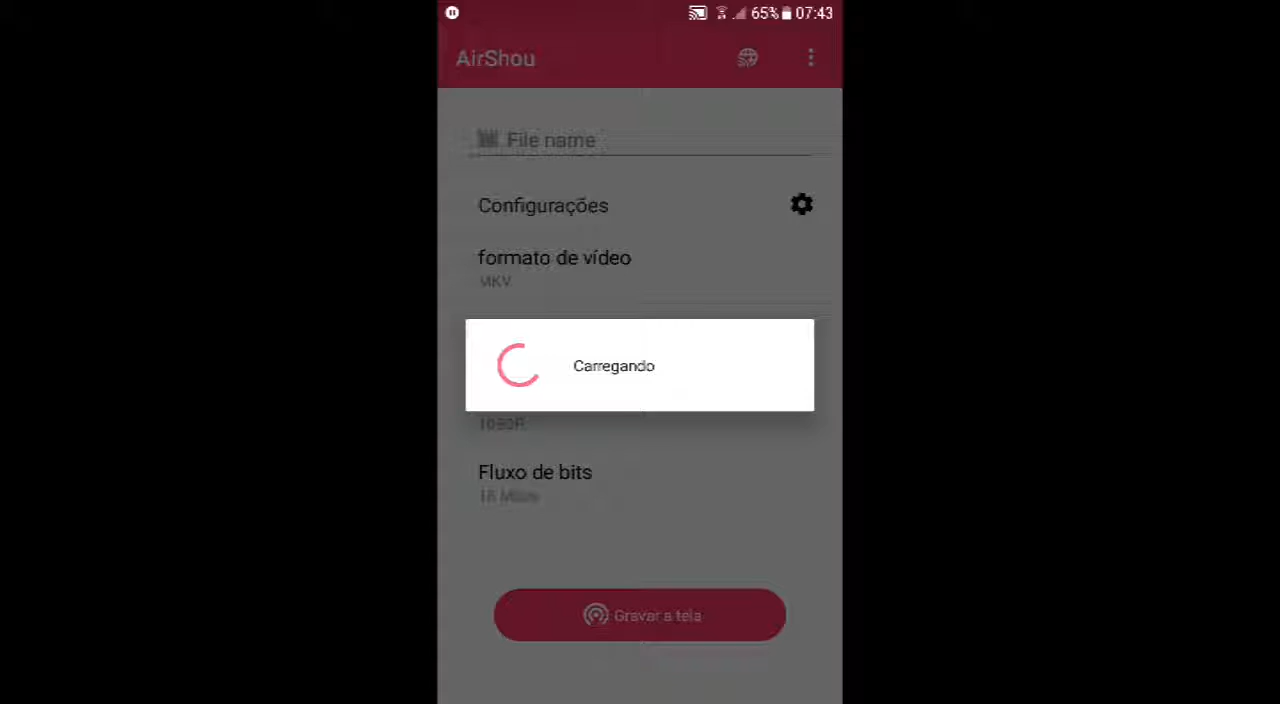 65% 07:43
AirShou
File name
Configurações
formato de vídeo
MKV
Carregando
1080P
Fluxo de bits
Gravar a tela